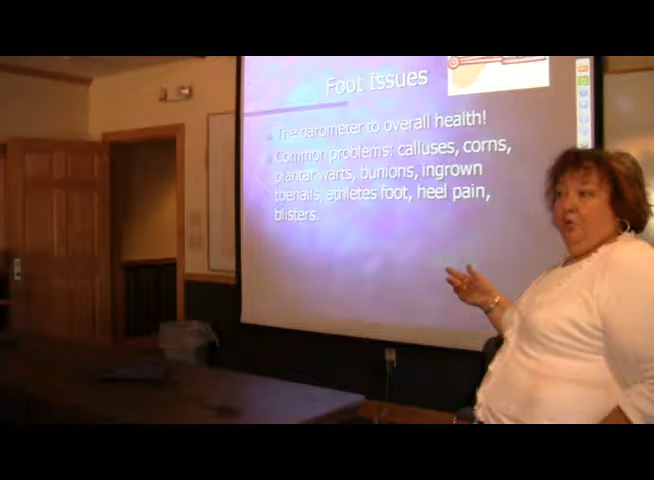 Foot Issues
The barometer to overall health!
Common problems: calluses, corns,
plantar warts, bunions, ingrown
toenails, athletes foot, heel pain,
blisters.